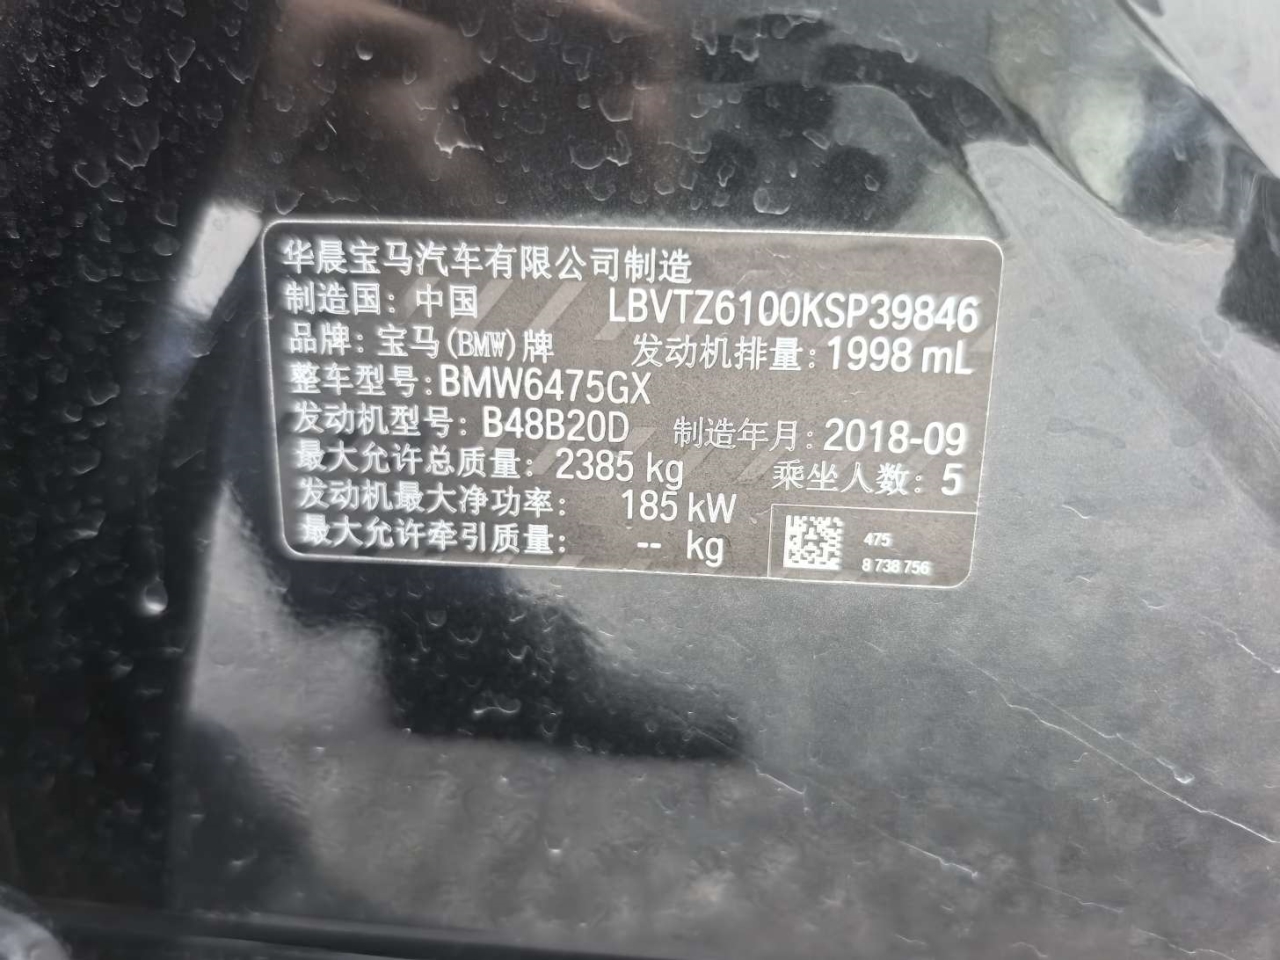 华晨宝马汽车有限公司制造
制造国: 中国 LBVTZ6100KSP39846
品牌: 宝马(BMW)牌 发动机排量: 1998 mL
整车型号: BMW6475GX
发动机型号: B48B20D 制造年月: 2018-09
最大允许总质量: 2385 kg 乘坐人数: 5
发动机最大净功率: 185 kW
最大允许牵引质量: -- kg
475
8 738 756